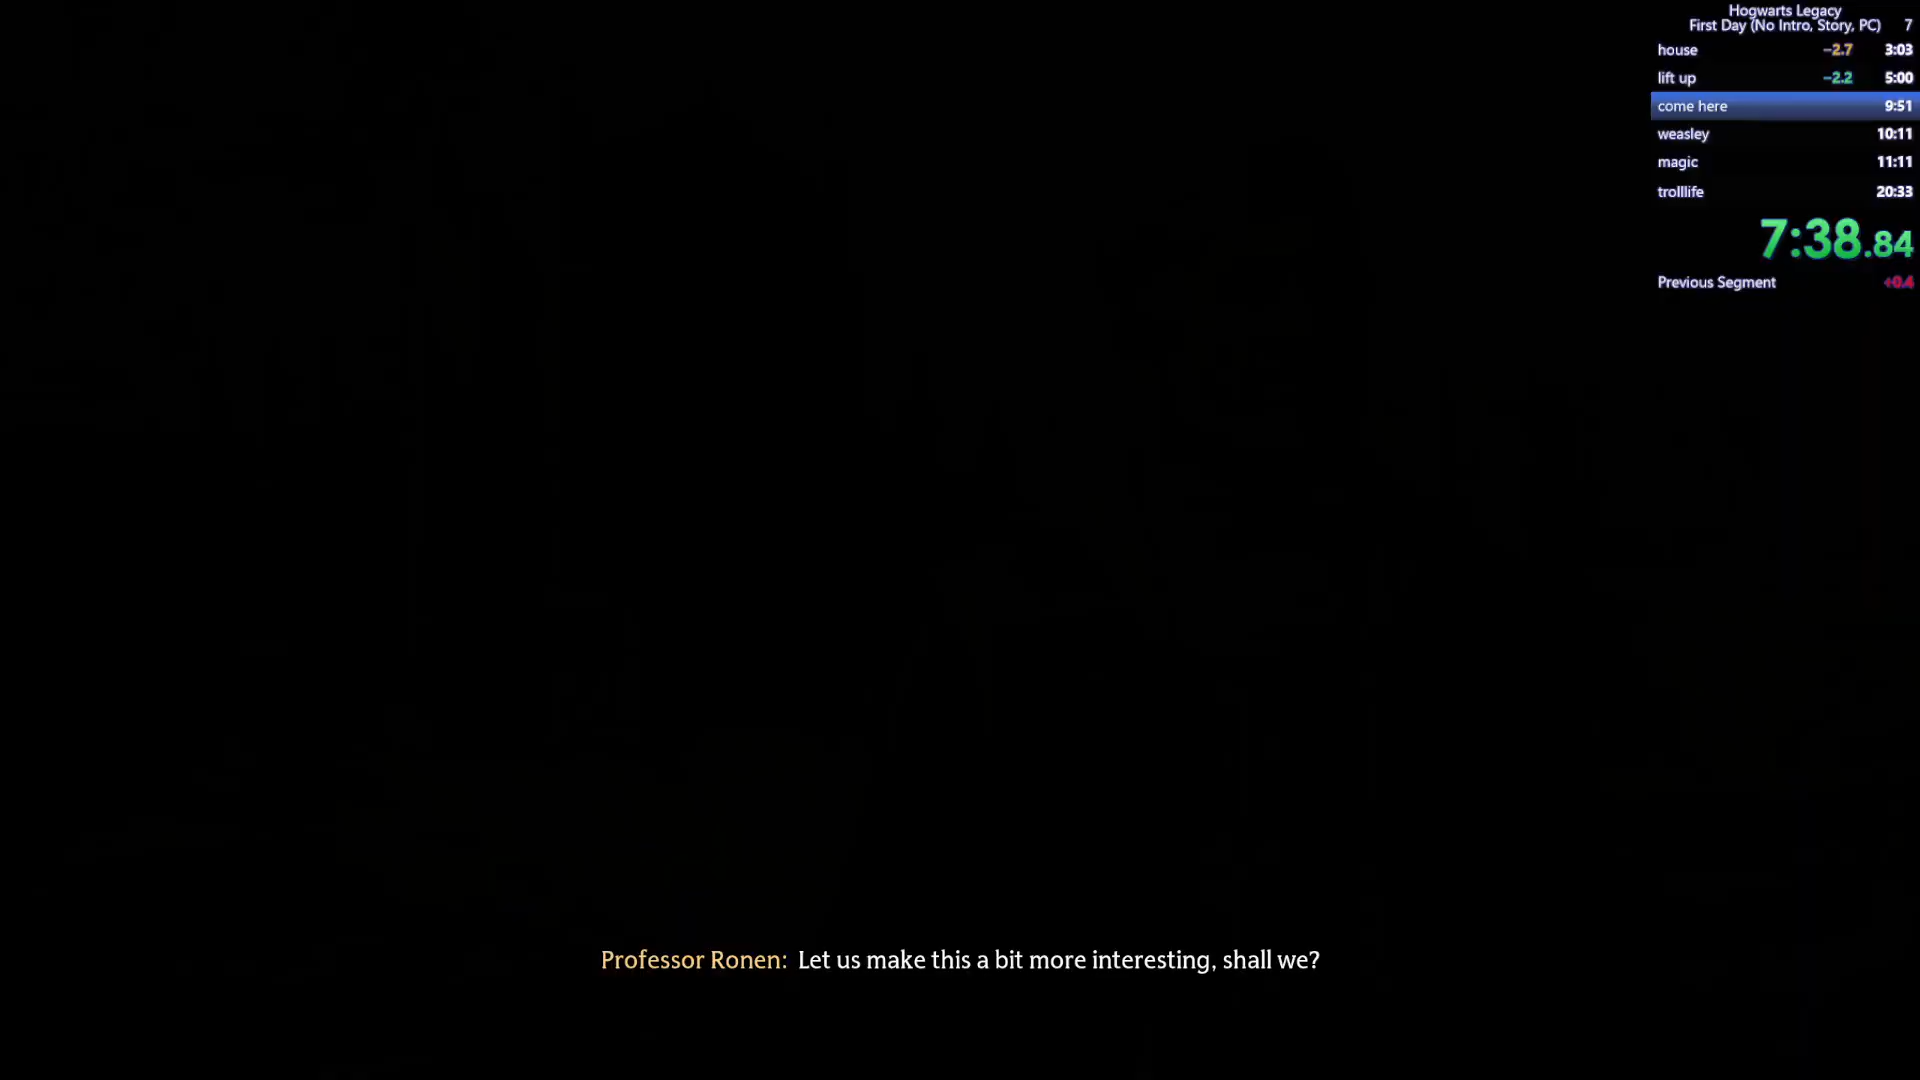 Hogwarts Legacy
First Day (No Intro, Story, PC) 7
house −2.7 3:03
lift up −2.2 5:00
come here 9:51
weasley 10:11
magic 11:11
trolllife 20:33
7:38.84
Previous Segment +0.4
Professor Ronen: Let us make this a bit more interesting, shall we?